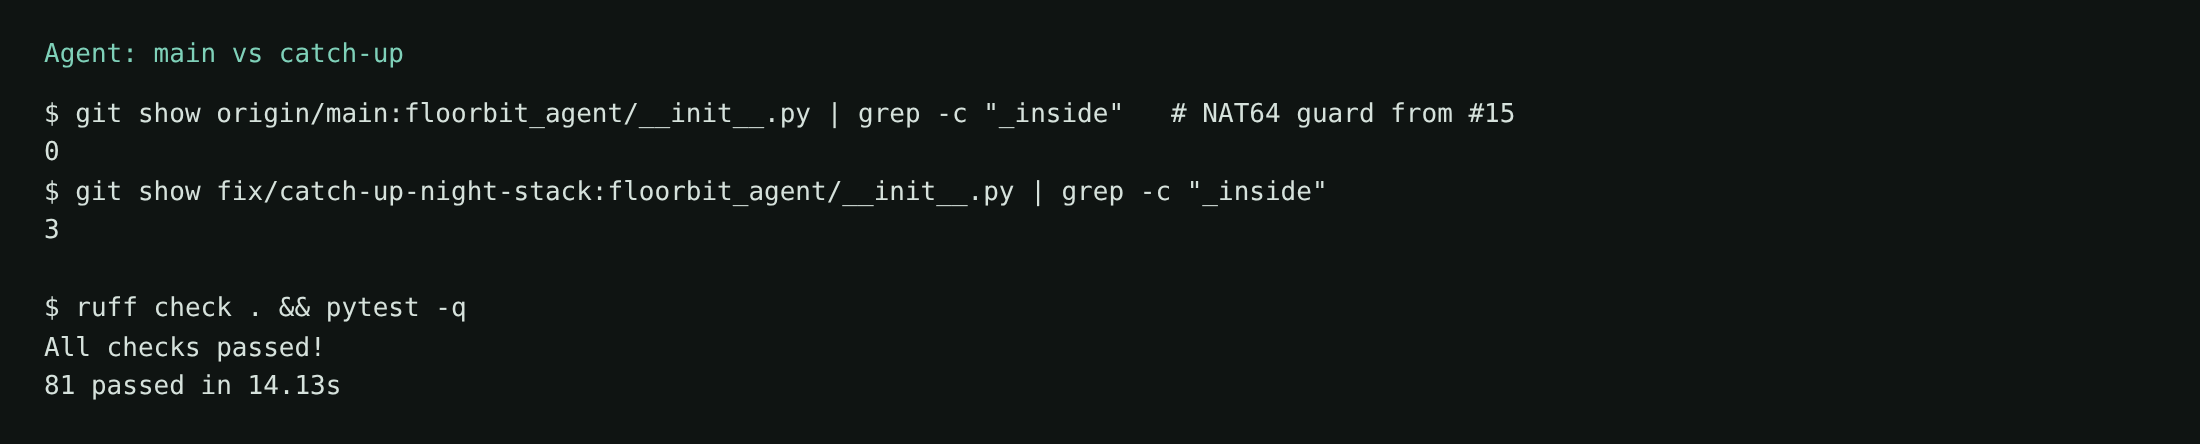 Agent: main vs catch-up
$ git show origin/main:floorbit_agent/__init__.py | grep -c "_inside"   # NAT64 guard from #15
0
$ git show fix/catch-up-night-stack:floorbit_agent/__init__.py | grep -c "_inside"
3
$ ruff check . && pytest -q
All checks passed!
81 passed in 14.13s